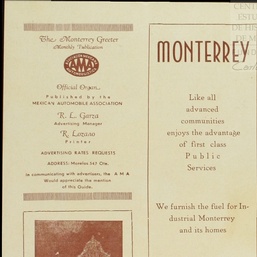 The Monterrey Greeter
Monthly Publication
AMA
Official Organ...
Published by the
MEXICAN AUTOMOBILE ASSOCIATION
R. L. Garza
Advertising Manager
R. Lozano
Printer
ADVERTISING RATES REQUESTS
ADDRESS: Morelos 167 Ote.
In communicating with advertisers, the AMA
Would appreciate the mention
of this Guide.
MONTERREY
Like all
advanced
communities
enjoys the advantage
of first class
Public
Services
We furnish the fuel for In-
dustrial Monterrey
and its homes